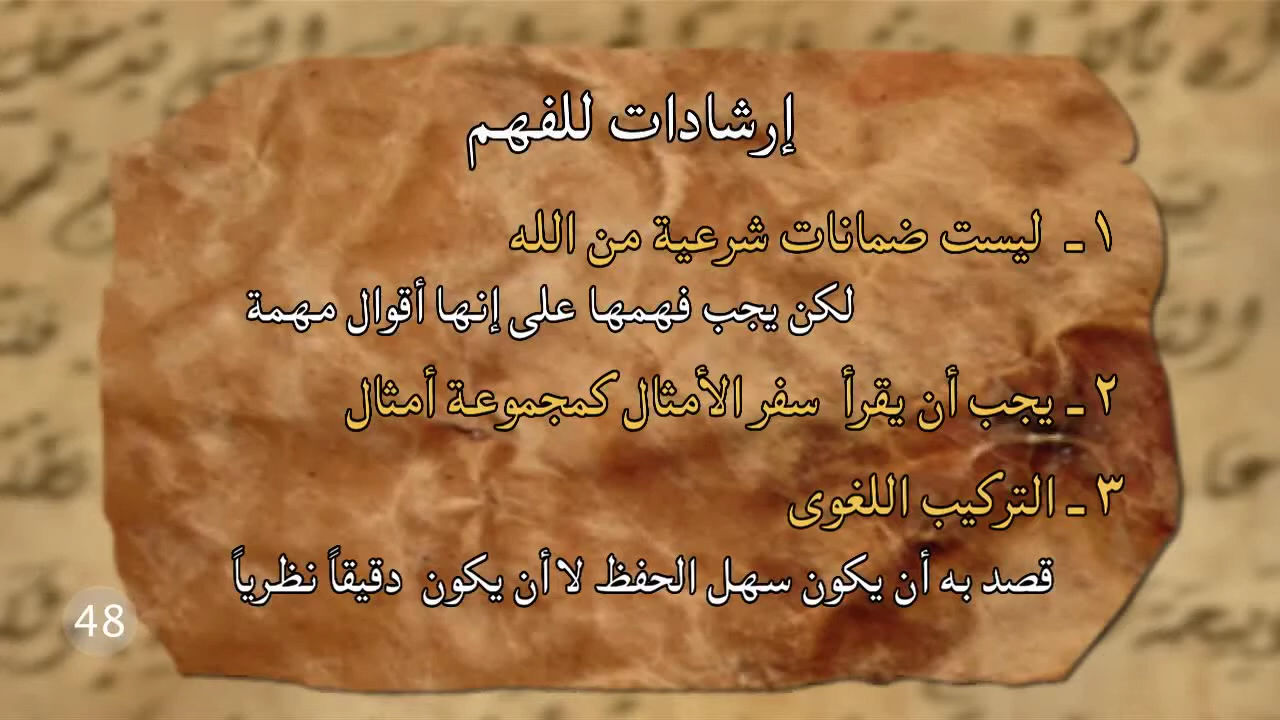 إرشادات للفهم
١ ـ ليست ضمانات شرعية من الله
لكن يجب فهمها على إنها أقوال مهمة
٢ ـ يجب أن يقرأ سفر الأمثال كمجموعة أمثال
٣ ـ التركيب اللغوى
قصد به أن يكون سهل الحفظ لا أن يكون دقيقاً نظرياً
48